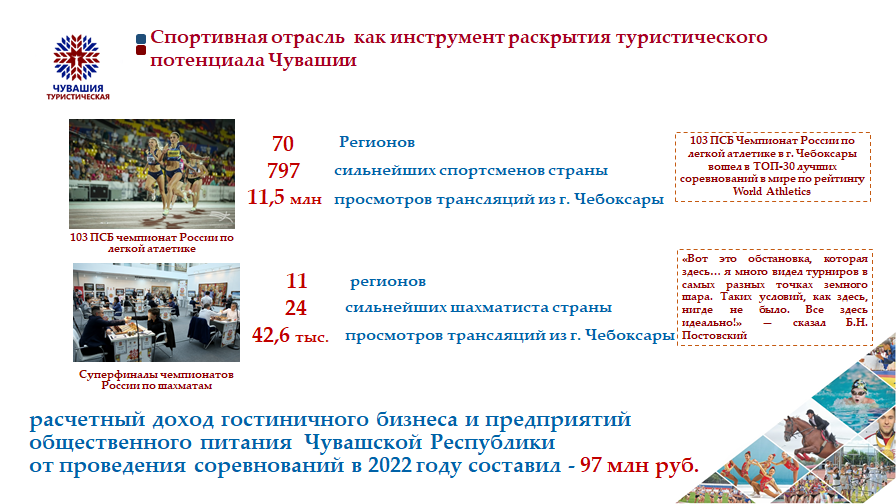 Спортивная отрасль как инструмент раскрытия туристического
потенциала Чувашии
ЧУВАШИЯ
ТУРИСТИЧЕСКАЯ
70 Регионов
797 сильнейших спортсменов страны
11,5 млн просмотров трансляций из г. Чебоксары
103 ПСБ чемпионат России по
легкой атлетике
103 ПСБ Чемпионат России по
легкой атлетике в г. Чебоксары
вошел в ТОП-30 лучших
соревнований в мире по рейтингу
World Athletics
11 регионов
24 сильнейших шахматиста страны
42,6 тыс. просмотров трансляций из г. Чебоксары
Суперфиналы чемпионатов
России по шахматам
«Вот это обстановка, которая
здесь... я много видел турниров в
самых разных точках земного
шара. Таких условий, как здесь,
нигде не было. Все здесь
идеально!» — сказал Б.Н.
Постовский
расчетный доход гостиничного бизнеса и предприятий
общественного питания Чувашской Республики
от проведения соревнований в 2022 году составил - 97 млн руб.